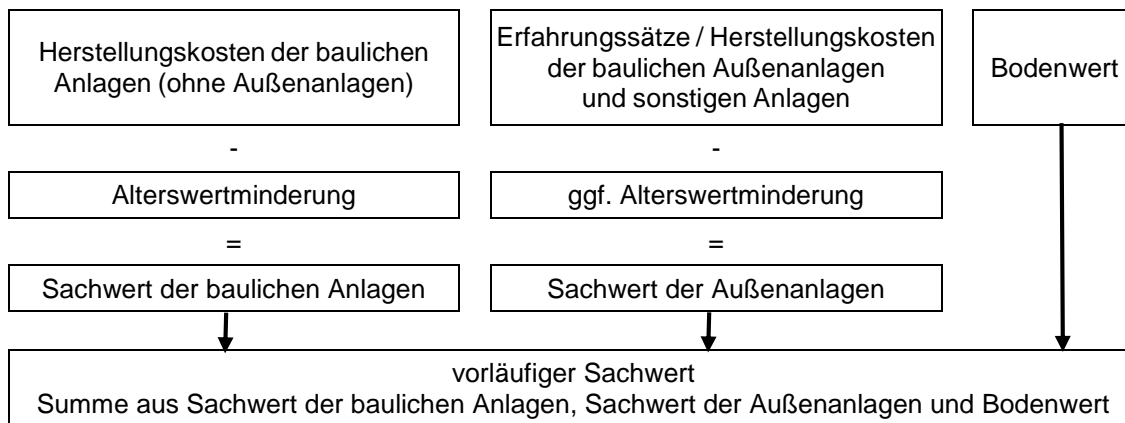 Herstellungskosten der baulichen
Anlagen (ohne Außenanlagen)
Erfahrungssätze / Herstellungskosten
der baulichen Außenanlagen
und sonstigen Anlagen
Bodenwert
-
-
Alterswertminderung
ggf. Alterswertminderung
=
=
Sachwert der baulichen Anlagen
Sachwert der Außenanlagen
vorläufiger Sachwert
Summe aus Sachwert der baulichen Anlagen, Sachwert der Außenanlagen und Bodenwert